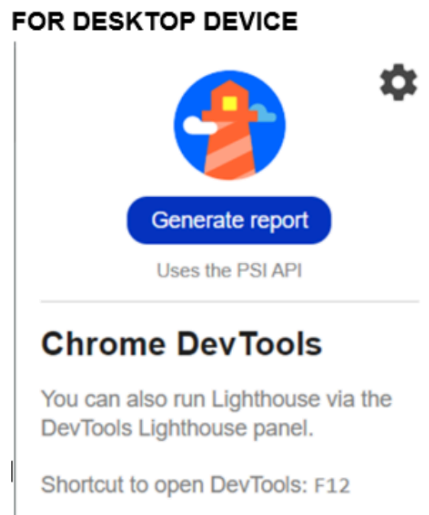 FOR DESKTOP DEVICE
Generate report
Uses the PSI API
Chrome DevTools
You can also run Lighthouse via the
DevTools Lighthouse panel.
Shortcut to open DevTools: F12